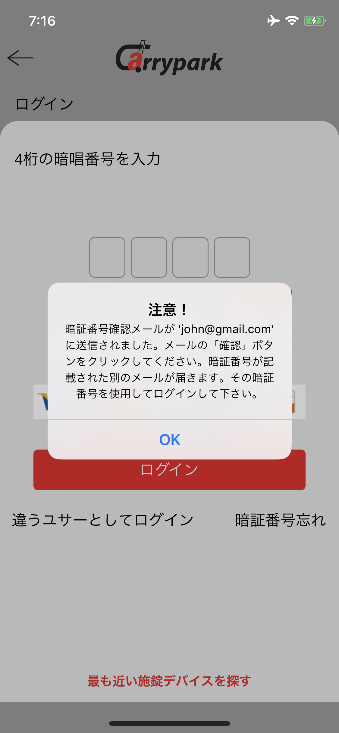 7:16
Carrypark
ログイン
4桁の暗唱番号を入力
注意！
暗証番号確認メールが 'john@gmail.com'
に送信されました。メールの「確認」ボタ
ンをクリックしてください。暗証番号が記
載された別のメールが届きます。その暗証
番号を使用してログインして下さい。
OK
ログイン
違うユサーとしてログイン
暗証番号忘れ
最も近い施錠デバイスを探す